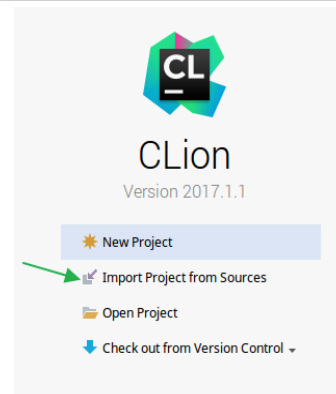 CL
CLion
Version 2017.1.1
New Project
Import Project from Sources
Open Project
Check out from Version Control